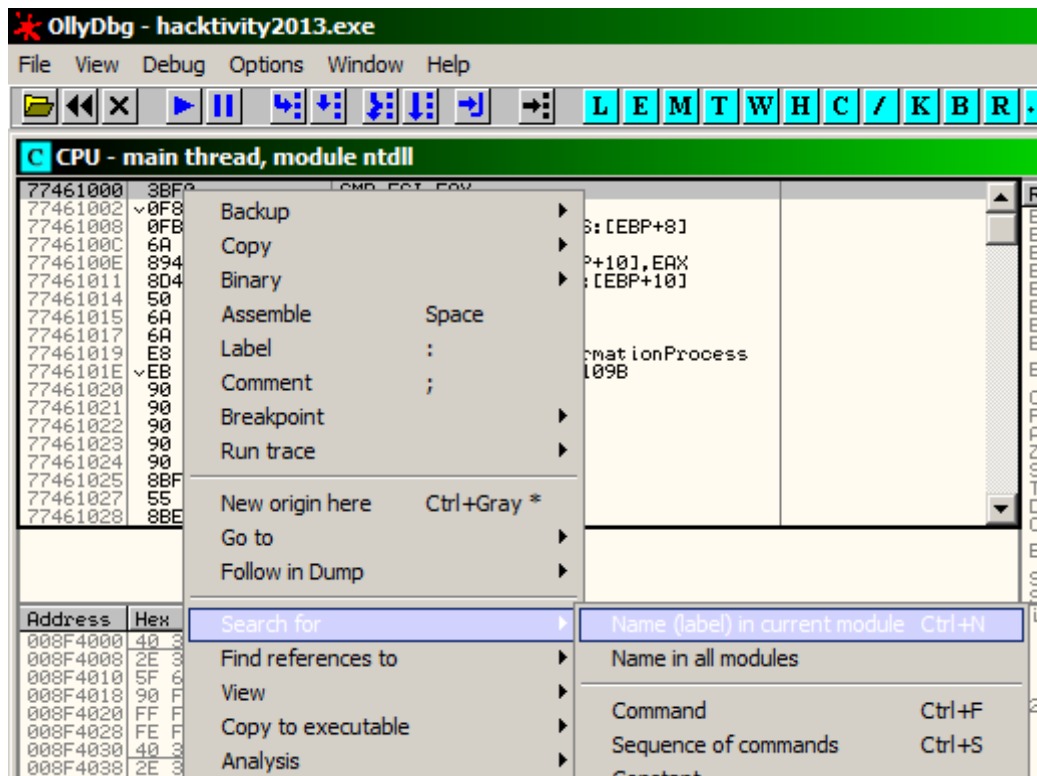 OllyDbg - hacktivity2013.exe
File View Debug Options Window Help
L E M T W H C / K B R
C CPU - main thread, module ntdll
77461000 3BF0
77461002 0F8
77461008 0FB S:[EBP+8]
7746100C 6A
7746100E 894 P+10],EAX
77461011 8D4 :[EBP+10]
77461014 50
77461015 6A
77461017 6A
77461019 E8 rmationProcess
7746101E EB 109B
77461020 90
77461021 90
77461022 90
77461023 90
77461024 90
77461025 8BF
77461027 55
77461028 8BE
Backup
Copy
Binary
Assemble Space
Label :
Comment ;
Breakpoint
Run trace
New origin here Ctrl+Gray *
Go to
Follow in Dump
Search for
Find references to
View
Copy to executable
Analysis
Name (label) in current module Ctrl+N
Name in all modules
Command Ctrl+F
Sequence of commands Ctrl+S
Address Hex
008F4000 40 3
008F4008 2E 3
008F4010 5F 6
008F4018 90 F
008F4020 FF F
008F4028 FE F
008F4030 40 3
008F4038 2E 3